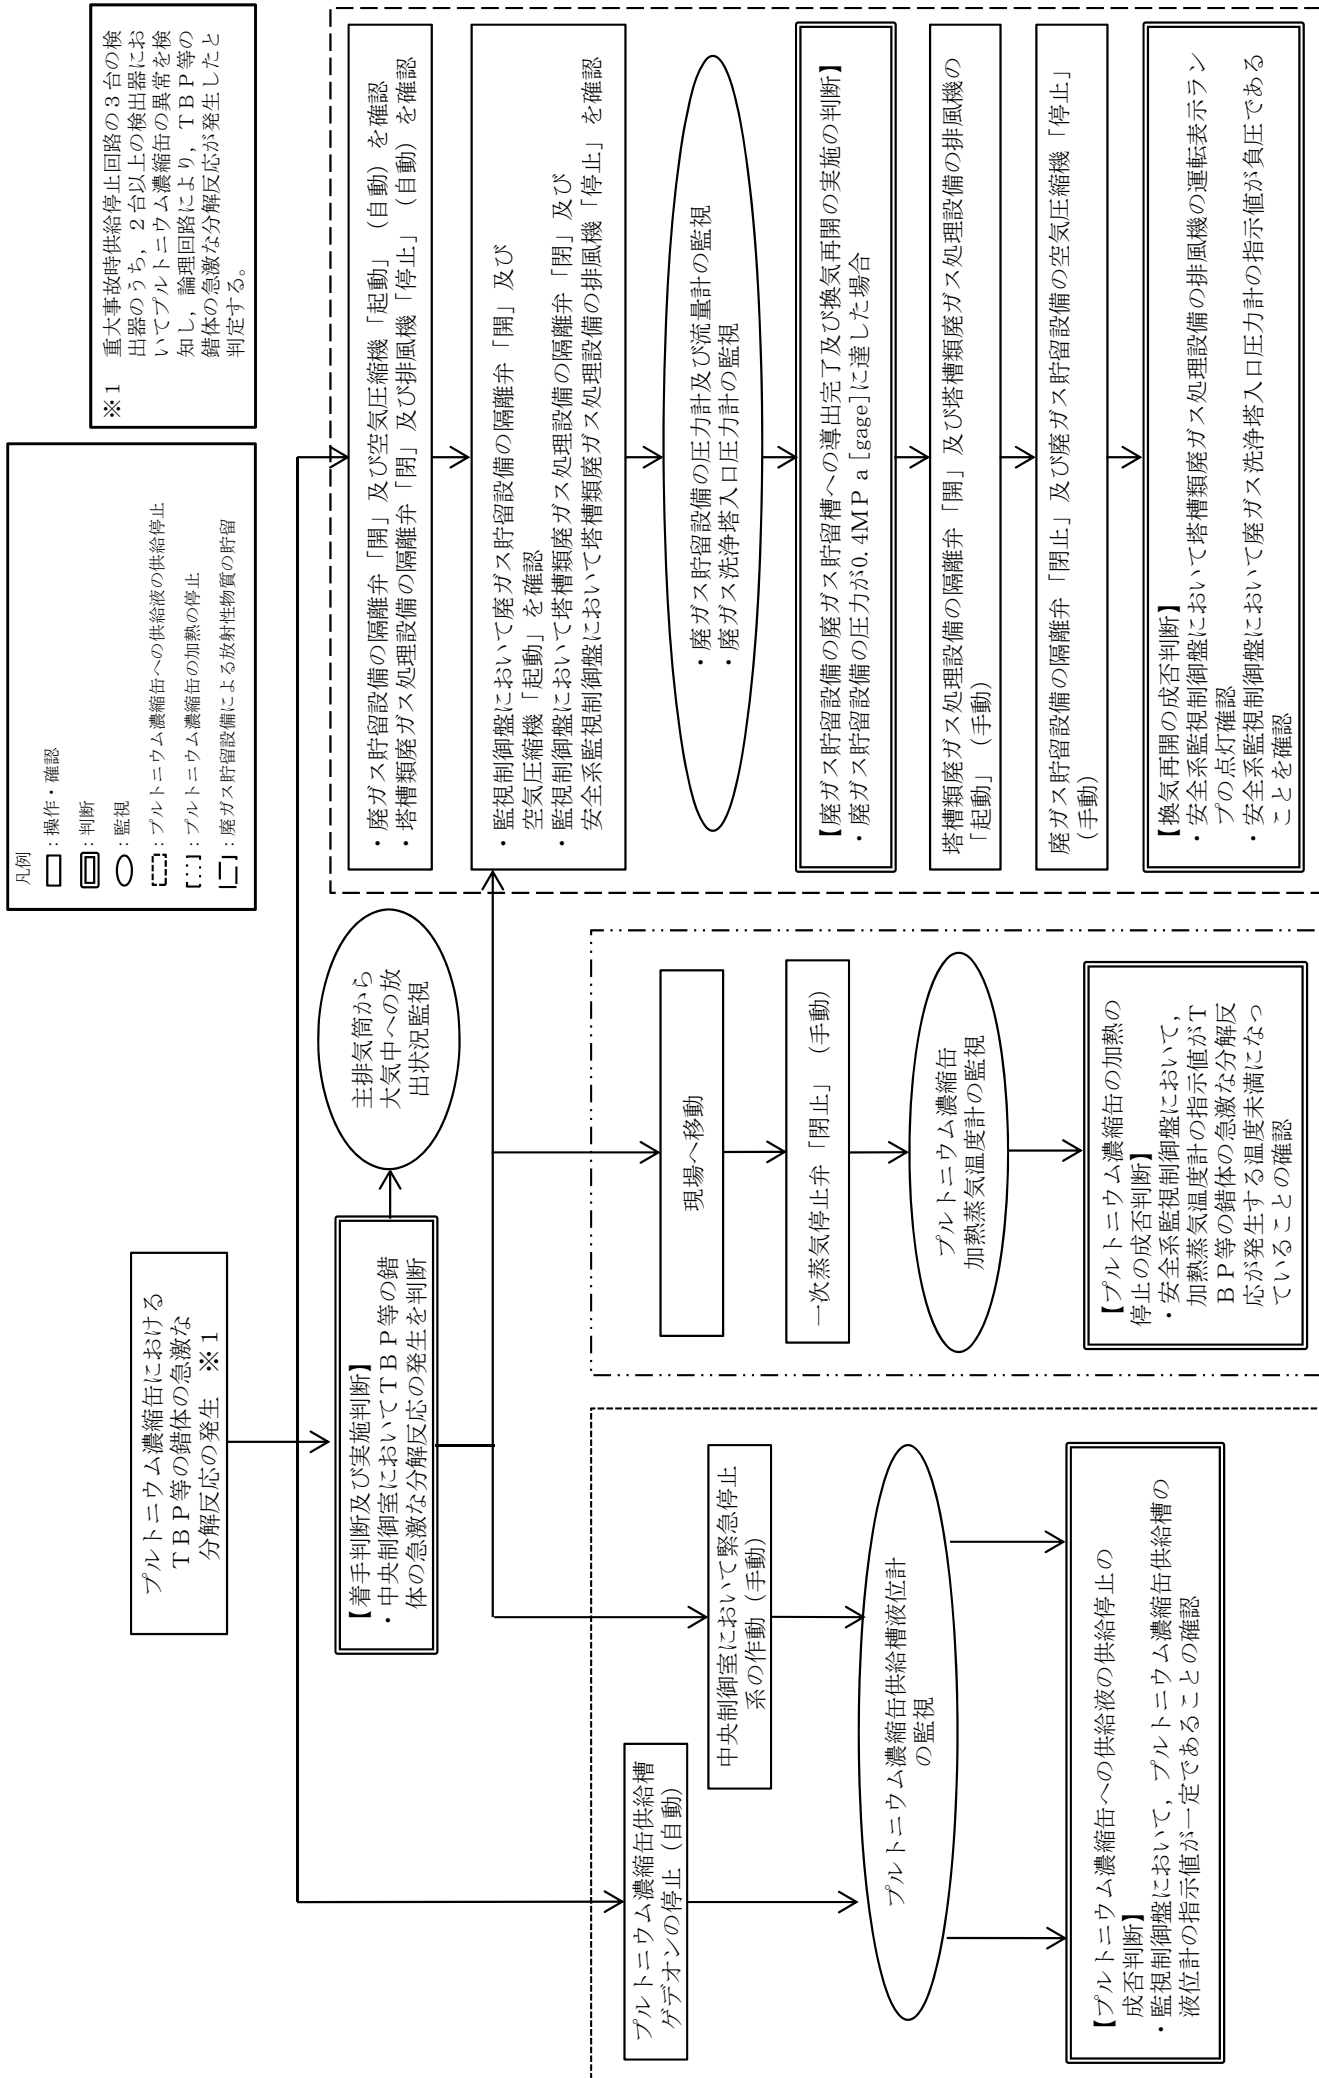 プルトニウム濃縮缶における
ＴＢＰ等の錯体の急激な
分解反応の発生　※１
凡例
：操作・確認
：判断
：監視
：プルトニウム濃縮缶への供給液の供給停止
：プルトニウム濃縮缶の加熱の停止
：廃ガス貯留設備による放射性物質の貯留
※１　重大事故時供給停止回路の３台の検
出器のうち，２台以上の検出器にお
いてプルトニウム濃縮缶の異常を検
知し，論理回路により，ＴＢＰ等の
錯体の急激な分解反応が発生したと
判定する。
【着手判断及び実施判断】
・中央制御室においてＴＢＰ等の錯
体の急激な分解反応の発生を判断
主排気筒から
大気中への放
出状況監視
プルトニウム濃縮缶供給槽
ゲデオンの停止（自動）
中央制御室において緊急停止
系の作動（手動）
プルトニウム濃縮缶供給槽液位計
の監視
【プルトニウム濃縮缶への供給液の供給停止の
成否判断】
・監視制御盤において，プルトニウム濃縮缶供給槽の
液位計の指示値が一定であることの確認
現場へ移動
一次蒸気停止弁「閉止」（手動）
プルトニウム濃縮缶
加熱蒸気温度計の監視
【プルトニウム濃縮缶の加熱の
停止の成否判断】
・安全系監視制御盤において，
加熱蒸気温度計の指示値がＴ
ＢＰ等の錯体の急激な分解反
応が発生する温度未満になっ
ていることの確認
・廃ガス貯留設備の隔離弁「開」及び空気圧縮機「起動」（自動）を確認
・塔槽類廃ガス処理設備の隔離弁「閉」及び排風機「停止」（自動）を確認
・監視制御盤において廃ガス貯留設備の隔離弁「開」及び
空気圧縮機「起動」を確認
・監視制御盤において塔槽類廃ガス処理設備の隔離弁「閉」及び
安全系監視制御盤において塔槽類廃ガス処理設備の排風機「停止」を確認
・廃ガス貯留設備の圧力計及び流量計の監視
・廃ガス洗浄塔入口圧力計の監視
【廃ガス貯留設備の廃ガス貯留槽への導出完了及び換気再開の実施の判断】
・廃ガス貯留設備の圧力が0.4MPａ[gage]に達した場合
塔槽類廃ガス処理設備の隔離弁「開」及び塔槽類廃ガス処理設備の排風機の
「起動」（手動）
廃ガス貯留設備の隔離弁「閉止」及び廃ガス貯留設備の空気圧縮機「停止」
（手動）
【換気再開の成否判断】
・安全系監視制御盤において塔槽類廃ガス処理設備の排風機の運転表示ラン
プの点灯確認
・安全系監視制御盤において廃ガス洗浄塔入口圧力計の指示値が負圧である
ことを確認